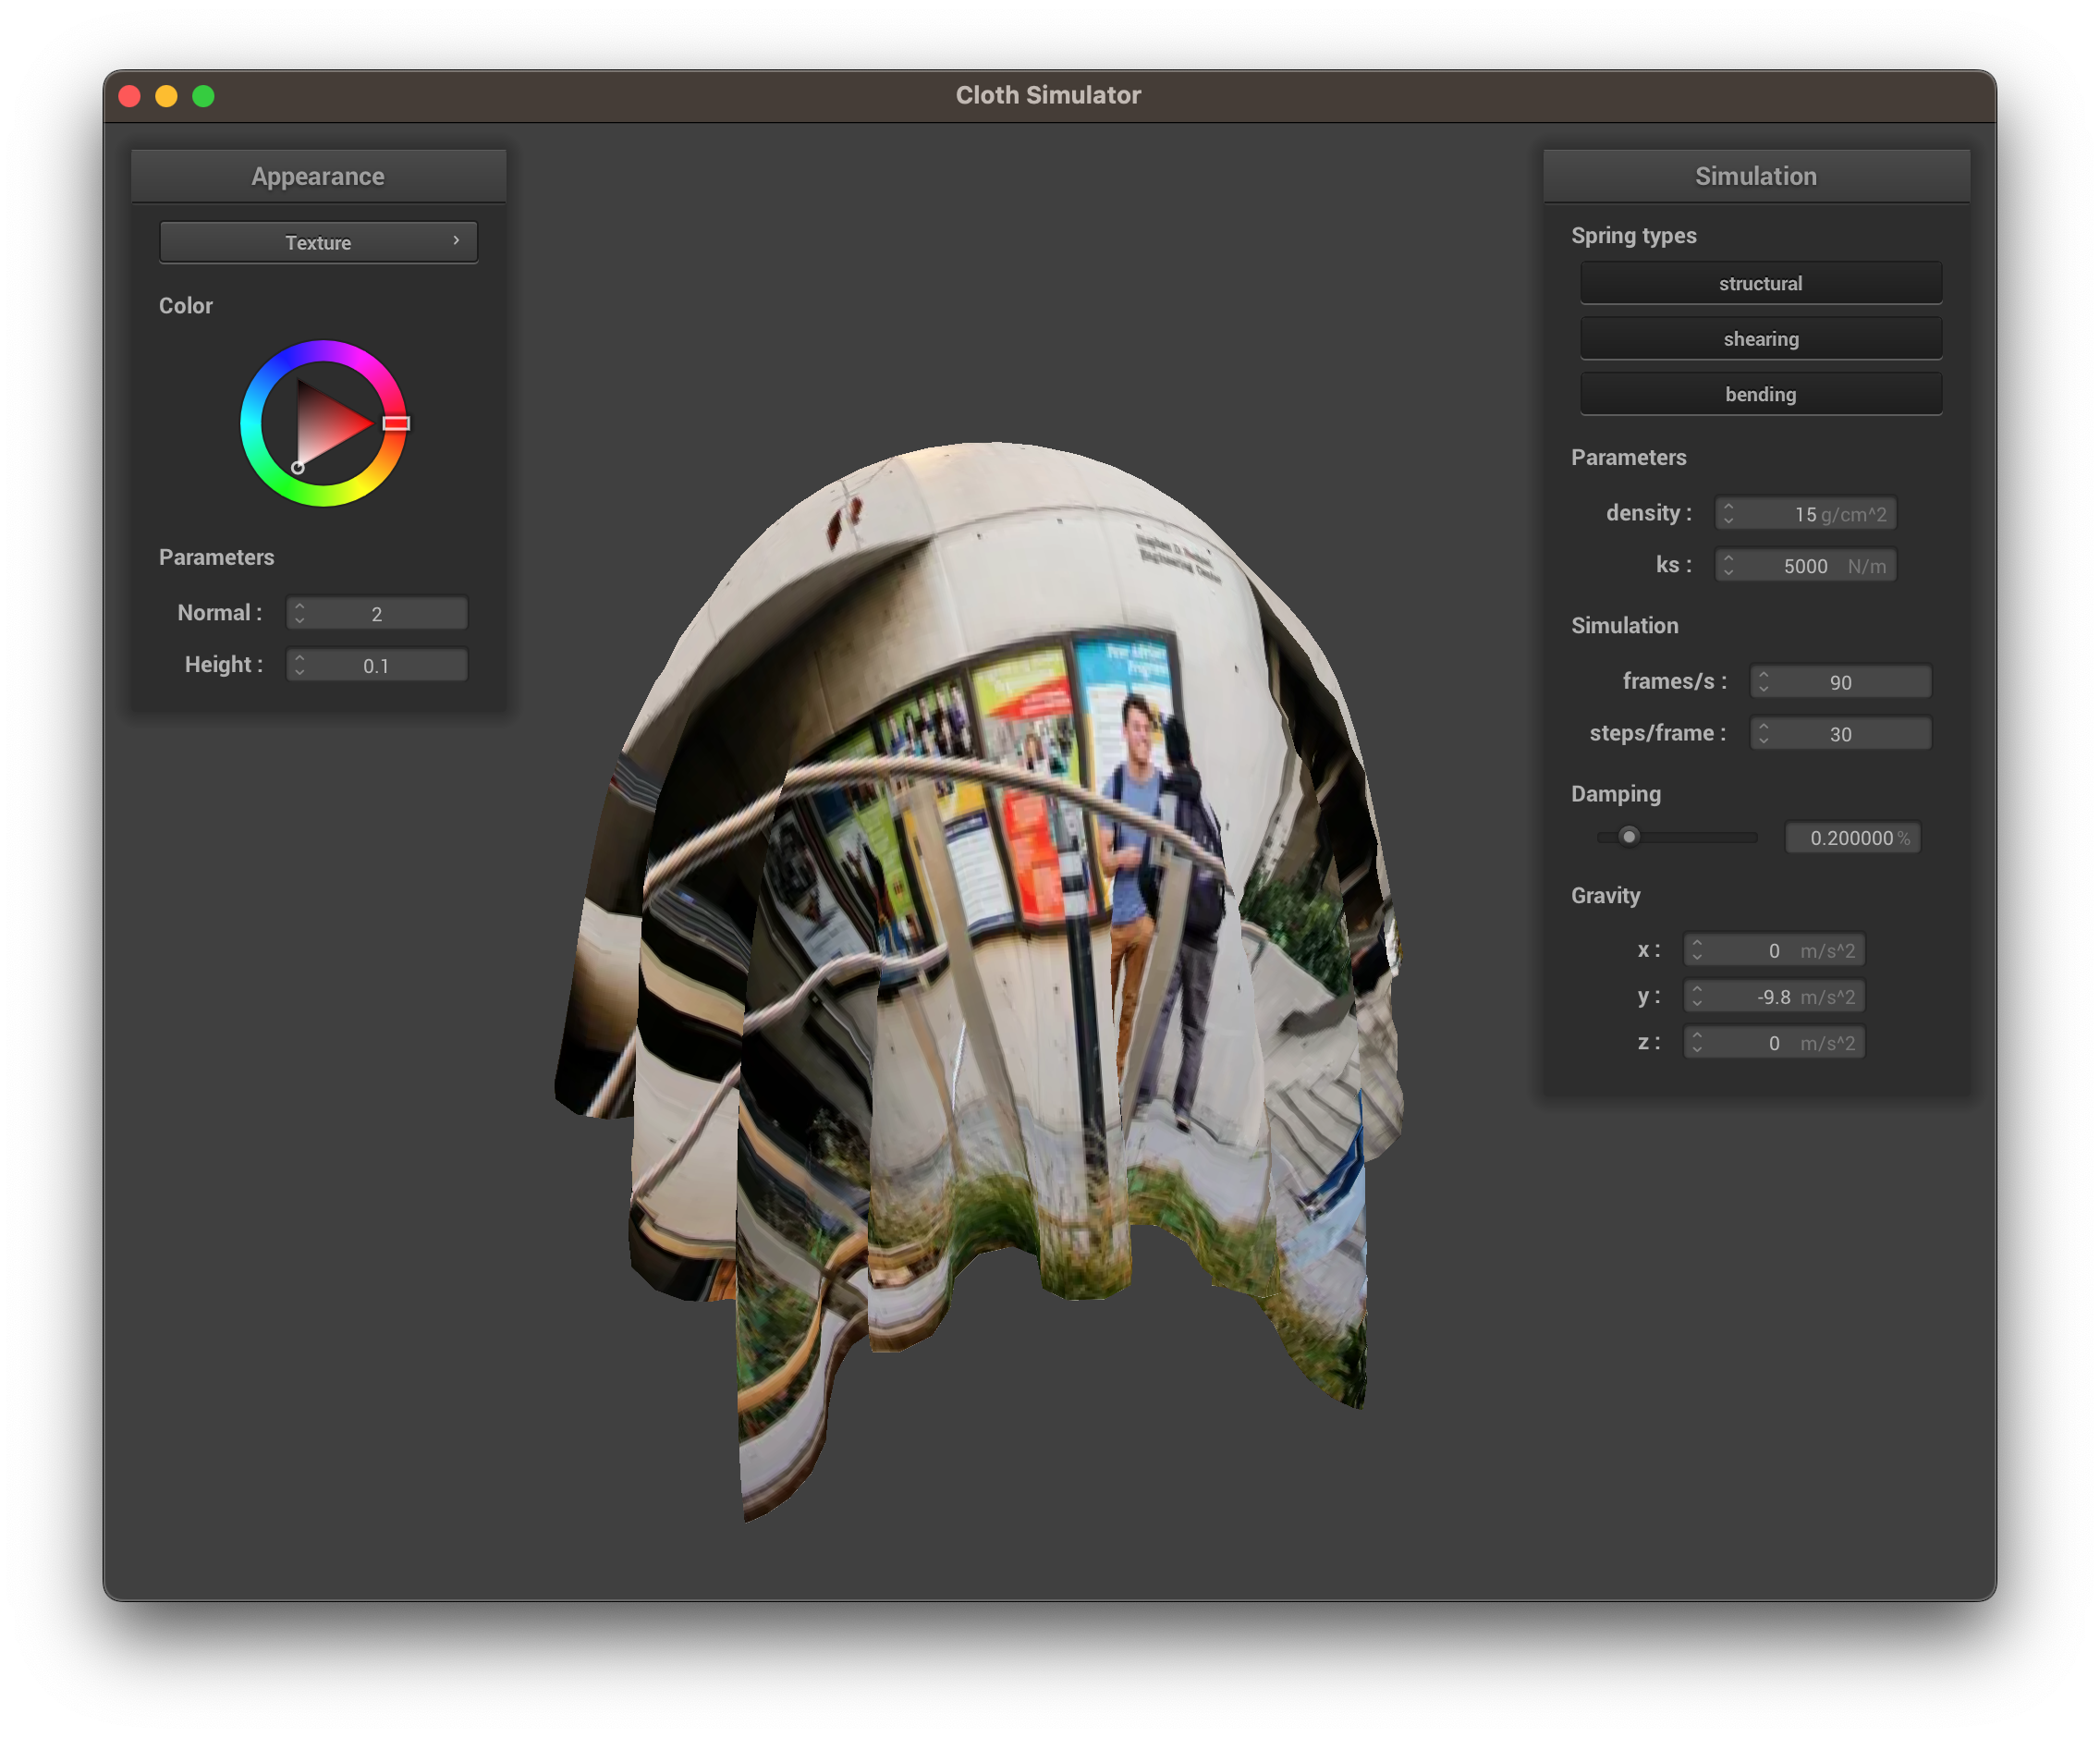 Cloth Simulator
Appearance
Texture
Color
Parameters
Normal : 2
Height : 0.1
Simulation
Spring types
structural
shearing
bending
Parameters
density : 15 g/cm^2
ks : 5000 N/m
Simulation
frames/s : 90
steps/frame : 30
Damping
0.200000 %
Gravity
x : 0 m/s^2
y : -9.8 m/s^2
z : 0 m/s^2
Engineering Center